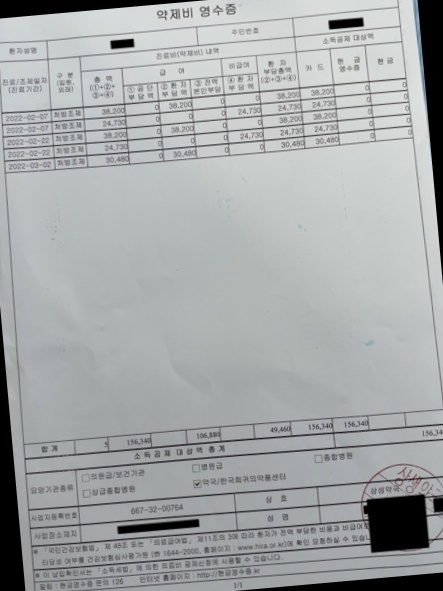 약제비 영수증
환자성명 주민번호
진료/조제일자 (진료기간) 구 분 (입원, 외래) 진료비(약제비) 내역 소득공제 대상액
총 액 (①+②+③+④) 급 여 비급여 환 자 부담총액 (②+③+④) 카 드 현 금 영수증 현 금
① 공 단 부 담 액 ② 환 자 부 담 액 ③ 전액 본인부담 ④ 환 자 부 담 액
2022-02-07 처방조제 38,200 0 38,200 0 0 38,200 38,200 0 0
2022-02-07 처방조제 24,730 0 0 0 24,730 24,730 24,730 0 0
2022-02-22 처방조제 38,200 0 38,200 0 0 38,200 38,200 0 0
2022-02-22 처방조제 24,730 0 0 0 24,730 24,730 24,730 0 0
2022-03-02 처방조제 30,480 0 30,480 0 0 30,480 30,480 0 0
합 계 5 156,340 106,880 49,460 156,340 156,340
소 득 공 제 대 상 액 총 계 156,340
요양기관종류 의원급/보건기관 병원급 종합병원
상급종합병원 약국/한국희귀의약품센터
사업자등록번호 667-33-00764 상 호
사업장소재지 성 명
※ 「국민건강보험법」 제 48조 또는 「의료급여법」 제11조의 3에 따라 환자가 전액 부담한 비용과 비급여
타당성 여부를 건강보험심사평가원 (☎ 1644-2000, 홈페이지 : www.hira.or.kr)에 확인 요청하실 수 있습니다.
※ 이 납입확인서는 「소득세법」에 의한 의료비 공제신청에 사용할 수 있습니다.
알림 : 현금영수증 문의 126 인터넷 홈페이지 : http://현금영수증.kr
1/1